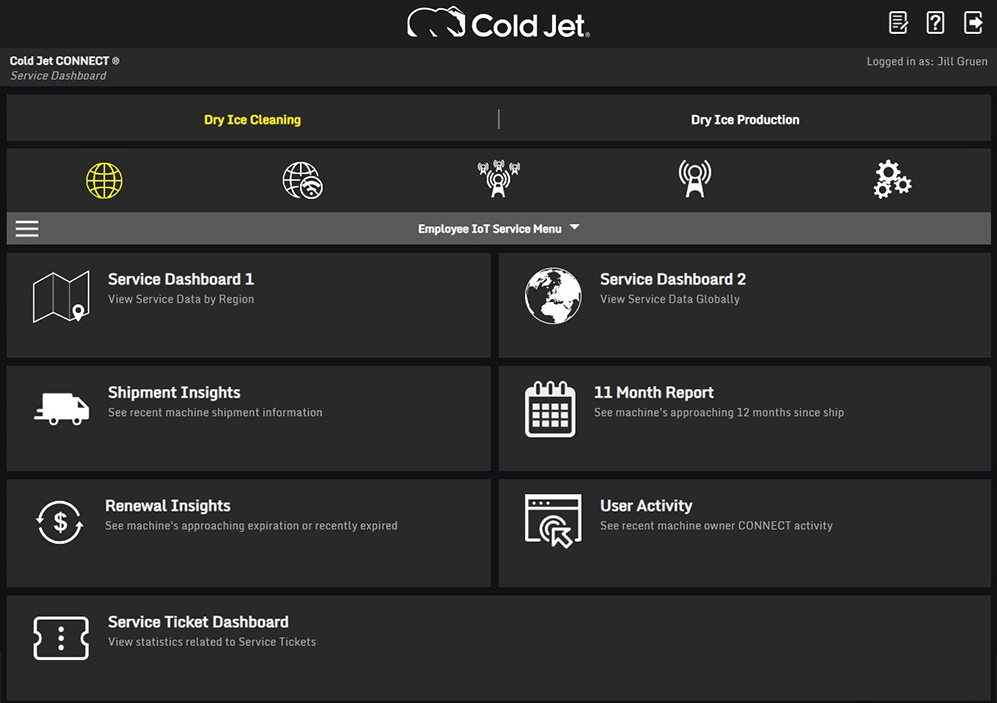 Cold Jet®
Cold Jet CONNECT ®
Service Dashboard
Logged in as: Jill Gruen
Dry Ice Cleaning
Dry Ice Production
Employee IoT Service Menu
Service Dashboard 1
View Service Data by Region
Service Dashboard 2
View Service Data Globally
Shipment Insights
See recent machine shipment information
11 Month Report
See machine's approaching 12 months since ship
Renewal Insights
See machine's approaching expiration or recently expired
User Activity
See recent machine owner CONNECT activity
Service Ticket Dashboard
View statistics related to Service Tickets